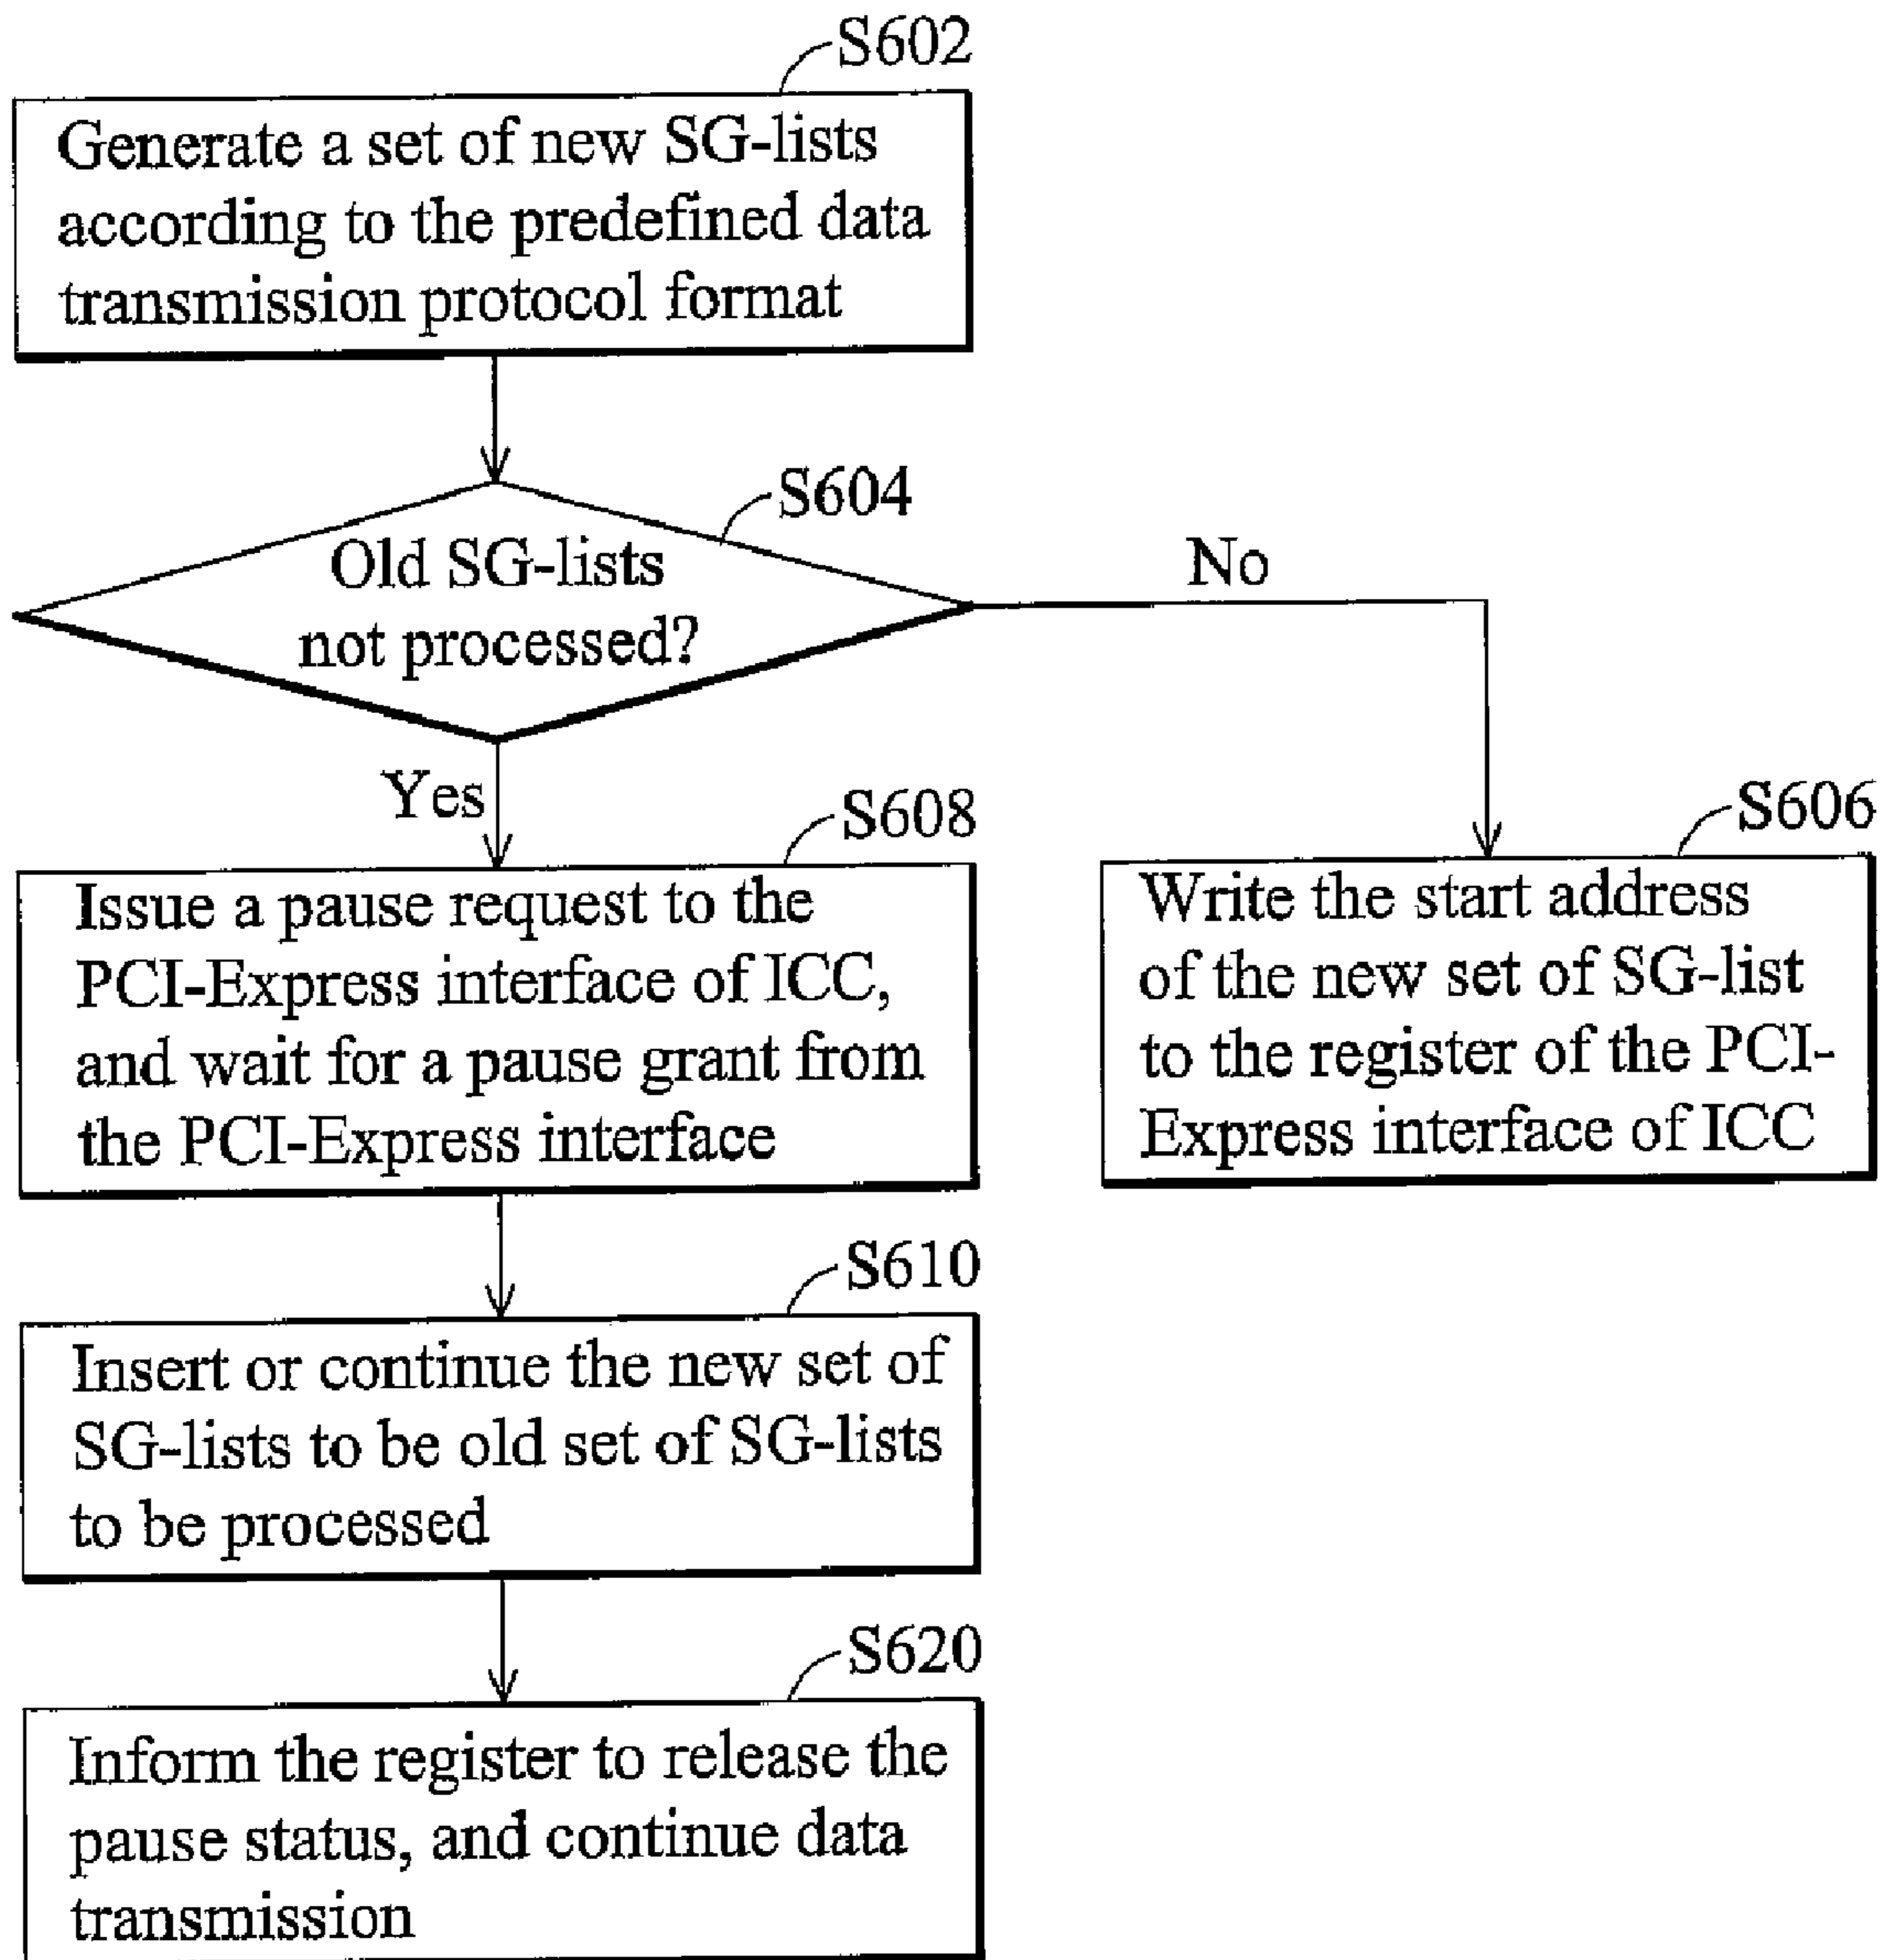 S602
Generate a set of new SG-lists
according to the predefined data
transmission protocol format
S604
Old SG-lists
not processed?
No
Yes
S608
Issue a pause request to the
PCI-Express interface of ICC,
and wait for a pause grant from
the PCI-Express interface
S606
Write the start address
of the new set of SG-list
to the register of the PCI-
Express interface of ICC
S610
Insert or continue the new set of
SG-lists to be old set of SG-lists
to be processed
S620
Inform the register to release the
pause status, and continue data
transmission